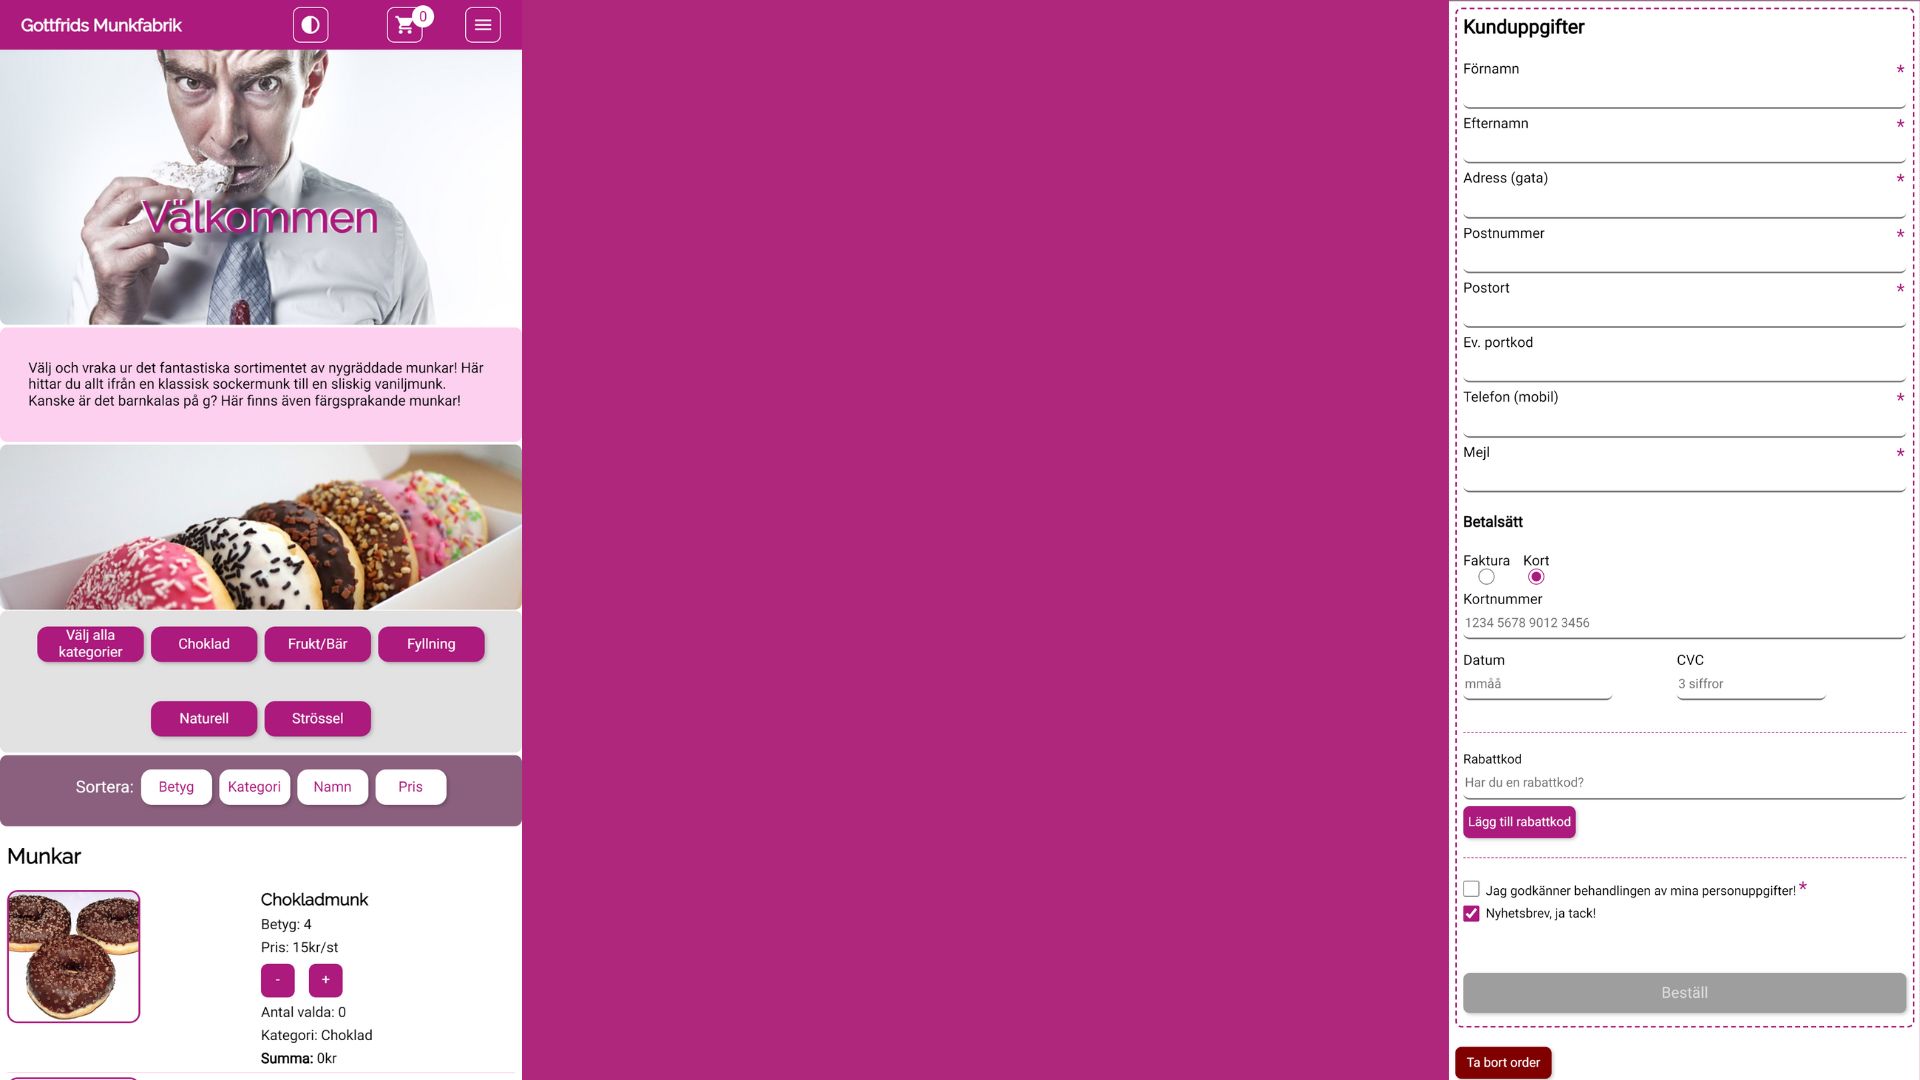 Gottfrids Munkfabrik
0
Välkommen
Välj och vraka ur det fantastiska sortimentet av nygräddade munkar! Här
hittar du allt ifrån en klassisk sockermunk till en sliskig vaniljmunk.
Kanske är det barnkalas på g? Här finns även färgsprakande munkar!
Välj alla
kategorier
Choklad
Frukt/Bär
Fyllning
Naturell
Strössel
Sortera:
Betyg
Kategori
Namn
Pris
Munkar
Chokladmunk
Betyg: 4
Pris: 15kr/st
-
+
Antal valda: 0
Kategori: Choklad
Summa: 0kr
Kunduppgifter
Förnamn *
Efternamn *
Adress (gata) *
Postnummer *
Postort *
Ev. portkod
Telefon (mobil) *
Mejl *
Betalsätt
Faktura Kort
Kortnummer
1234 5678 9012 3456
Datum CVC
mmåå 3 siffror
Rabattkod
Har du en rabattkod?
Lägg till rabattkod
Jag godkänner behandlingen av mina personuppgifter! *
Nyhetsbrev, ja tack!
Beställ
Ta bort order